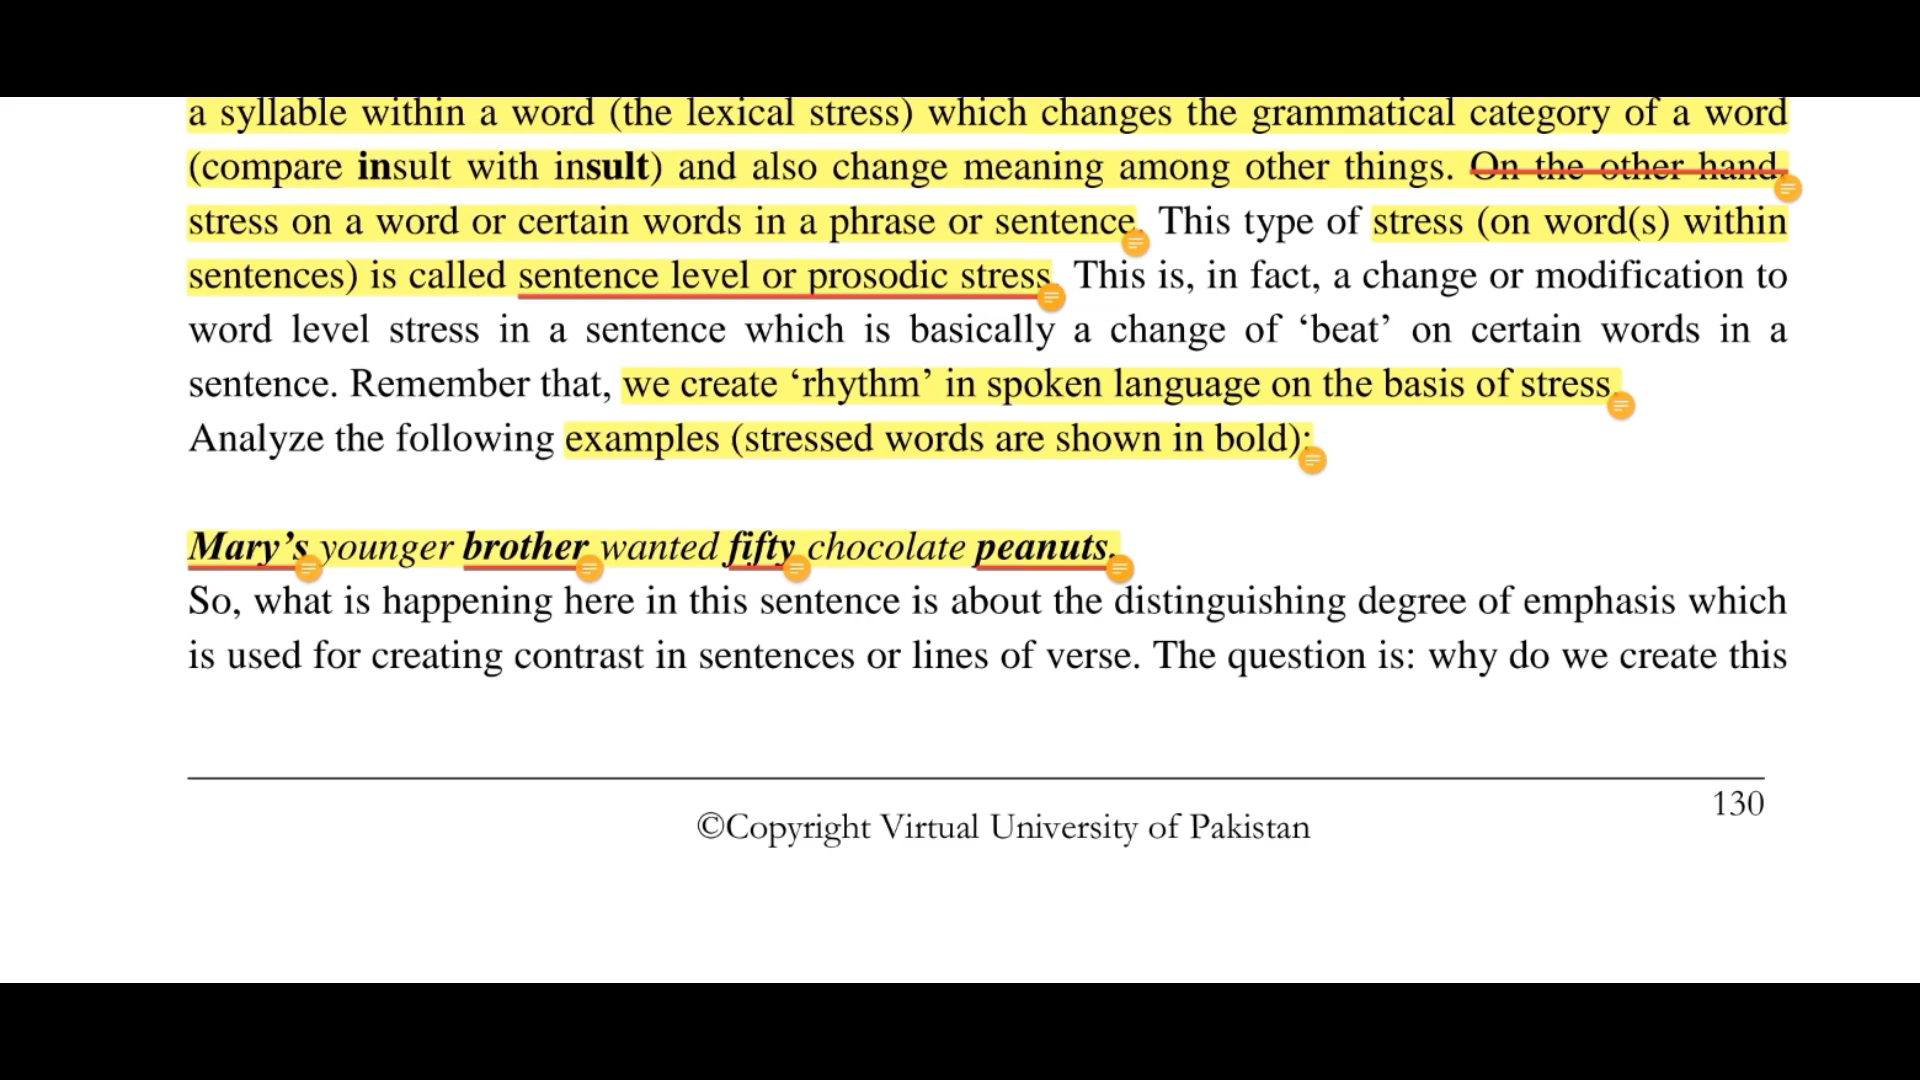 a syllable within a word (the lexical stress) which changes the grammatical category of a word
(compare insult with insult) and also change meaning among other things. On the other hand,
stress on a word or certain words in a phrase or sentence. This type of stress (on word(s) within
sentences) is called sentence level or prosodic stress. This is, in fact, a change or modification to
word level stress in a sentence which is basically a change of ‘beat’ on certain words in a
sentence. Remember that, we create ‘rhythm’ in spoken language on the basis of stress.
Analyze the following examples (stressed words are shown in bold):
Mary’s younger brother wanted fifty chocolate peanuts.
So, what is happening here in this sentence is about the distinguishing degree of emphasis which
is used for creating contrast in sentences or lines of verse. The question is: why do we create this
130
©Copyright Virtual University of Pakistan